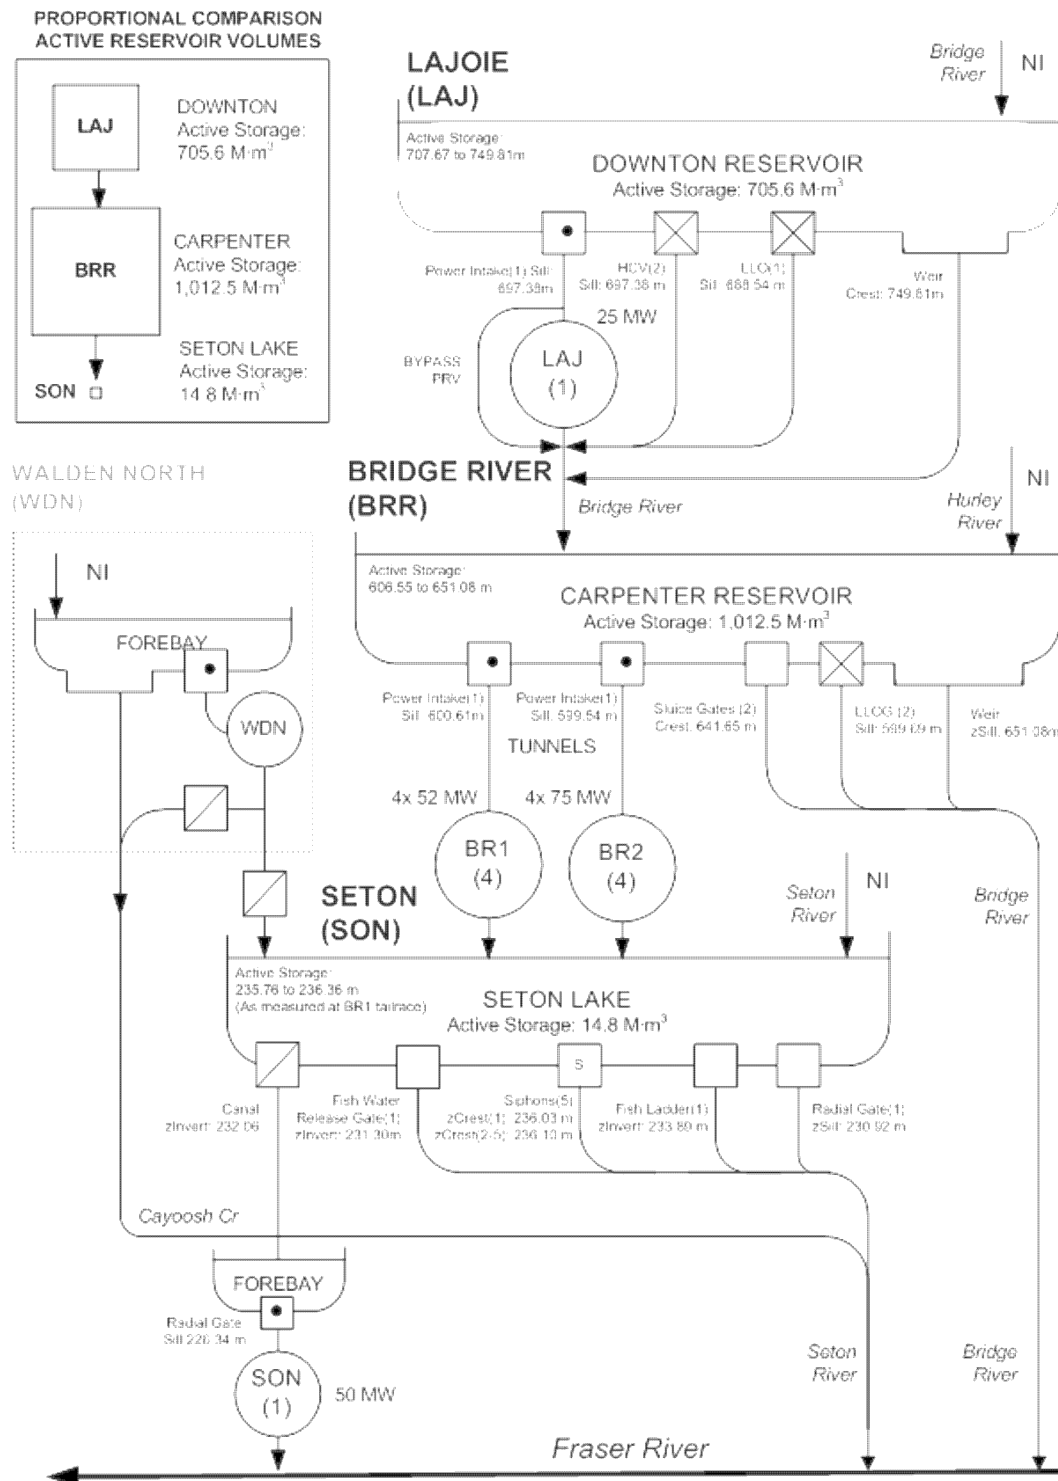 PROPORTIONAL COMPARISON
ACTIVE RESERVOIR VOLUMES
LAJ
DOWNTON
Active Storage:
705.6 M·m³
BRR
CARPENTER
Active Storage:
1,012.5 M·m³
SON
SETON LAKE
Active Storage:
14.8 M·m³
LAJOIE
(LAJ)
Bridge
River
NI
Active Storage:
707.67 to 749.81m
DOWNTON RESERVOIR
Active Storage: 705.6 M·m³
Power Intake(1) Sill:
697.38m
HCV(2)
Sill: 697.38 m
LLO(1)
Sill: 688.54 m
Weir
Crest: 749.81m
25 MW
BYPASS
PRV
LAJ
(1)
WALDEN NORTH
(WDN)
BRIDGE RIVER
(BRR)
Bridge River
Hurley
River
NI
NI
FOREBAY
WDN
Active Storage:
606.55 to 651.08 m
CARPENTER RESERVOIR
Active Storage: 1,012.5 M·m³
Power Intake(1)
Sill: 600.61m
Power Intake(1)
Sill: 599.54 m
Sluice Gates (2)
Crest: 641.65 m
LLOG (2)
Sill: 599.69 m
Weir
zSill: 651.08m
TUNNELS
4x 52 MW
4x 75 MW
BR1
(4)
BR2
(4)
SETON
(SON)
Seton
River
NI
Bridge
River
Active Storage:
235.76 to 236.36 m
(As measured at BR1 tailrace)
SETON LAKE
Active Storage: 14.8 M·m³
S
Canal
zInvert: 232.06
Fish Water
Release Gate(1)
zInvert: 231.30m
Siphons(5)
zCrest(1): 236.03 m
zCrest(2-5): 236.10 m
Fish Ladder(1)
zInvert: 233.89 m
Radial Gate(1)
zSill: 230.92 m
Cayoosh Cr
FOREBAY
Radial Gate
Sill 226.34 m
SON
(1)
50 MW
Seton
River
Bridge
River
Fraser River